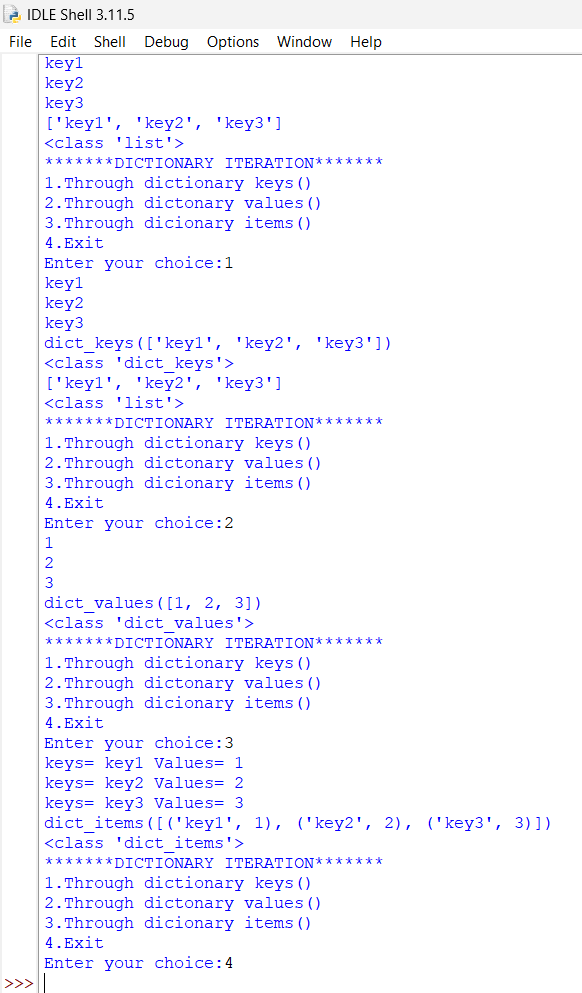 IDLE Shell 3.11.5
File Edit Shell Debug Options Window Help
key1
key2
key3
['key1', 'key2', 'key3']
<class 'list'>
*******DICTIONARY ITERATION*******
1.Through dictionary keys()
2.Through dictonary values()
3.Through dicionary items()
4.Exit
Enter your choice:1
key1
key2
key3
dict_keys(['key1', 'key2', 'key3'])
<class 'dict_keys'>
['key1', 'key2', 'key3']
<class 'list'>
*******DICTIONARY ITERATION*******
1.Through dictionary keys()
2.Through dictonary values()
3.Through dicionary items()
4.Exit
Enter your choice:2
1
2
3
dict_values([1, 2, 3])
<class 'dict_values'>
*******DICTIONARY ITERATION*******
1.Through dictionary keys()
2.Through dictonary values()
3.Through dicionary items()
4.Exit
Enter your choice:3
keys= key1 Values= 1
keys= key2 Values= 2
keys= key3 Values= 3
dict_items([('key1', 1), ('key2', 2), ('key3', 3)])
<class 'dict_items'>
*******DICTIONARY ITERATION*******
1.Through dictionary keys()
2.Through dictonary values()
3.Through dicionary items()
4.Exit
Enter your choice:4
>>>